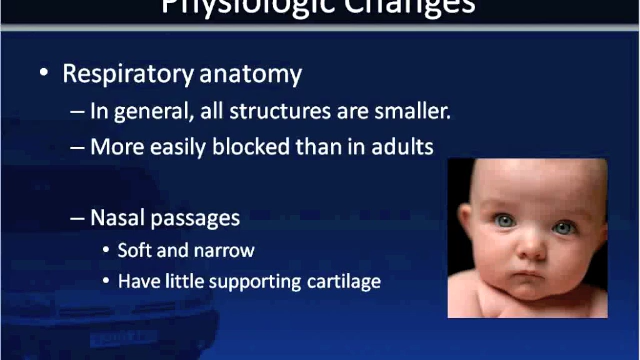 Physiologic Changes
• Respiratory anatomy
– In general, all structures are smaller.
– More easily blocked than in adults
– Nasal passages
• Soft and narrow
• Have little supporting cartilage